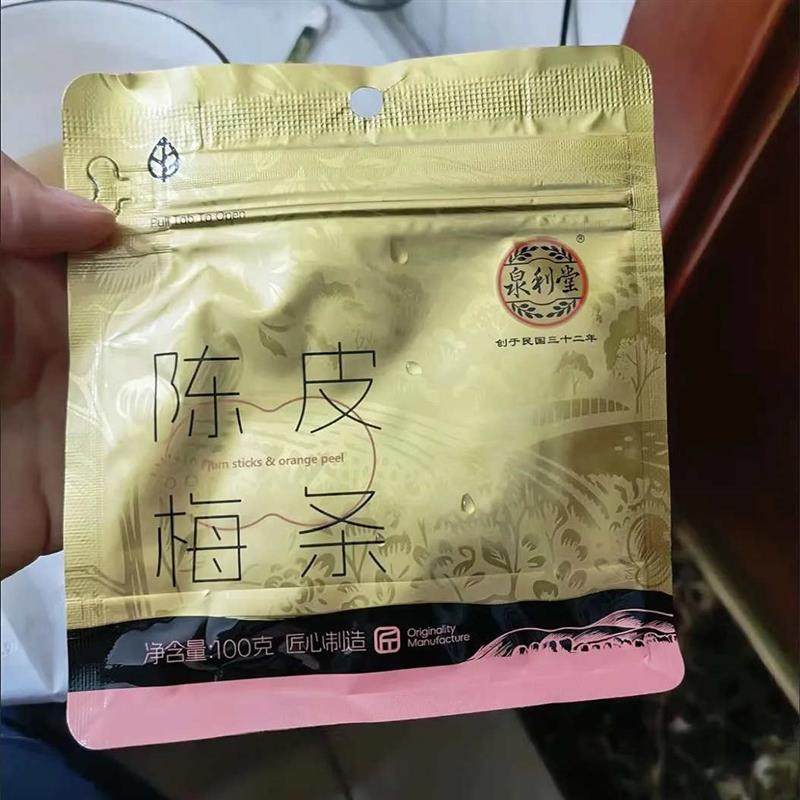 Pull Tab To Open
泉利堂
®
创于民国三十二年
陈皮
Plum sticks & orange peel
梅条
净含量:100克 匠心制造 匠 Originality
Manufacture